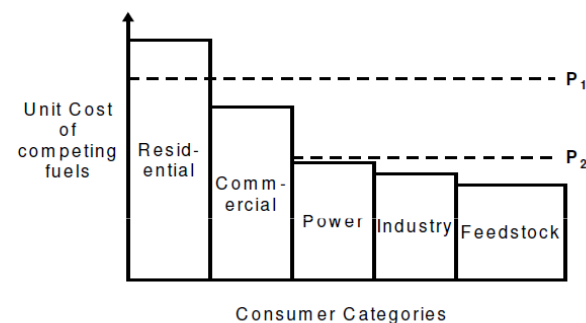 P1
Unit Cost
of
competing
fuels
Resid-
ential
P2
Comm-
ercial
Power
Industry
Feedstock
Consumer Categories